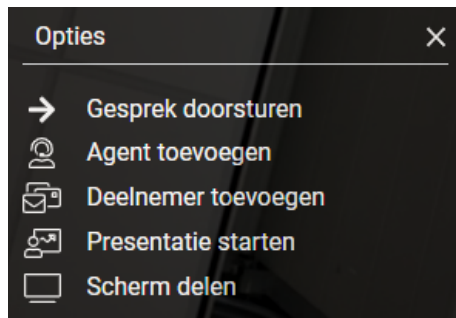 Opties
Gesprek doorsturen
Agent toevoegen
Deelnemer toevoegen
Presentatie starten
Scherm delen